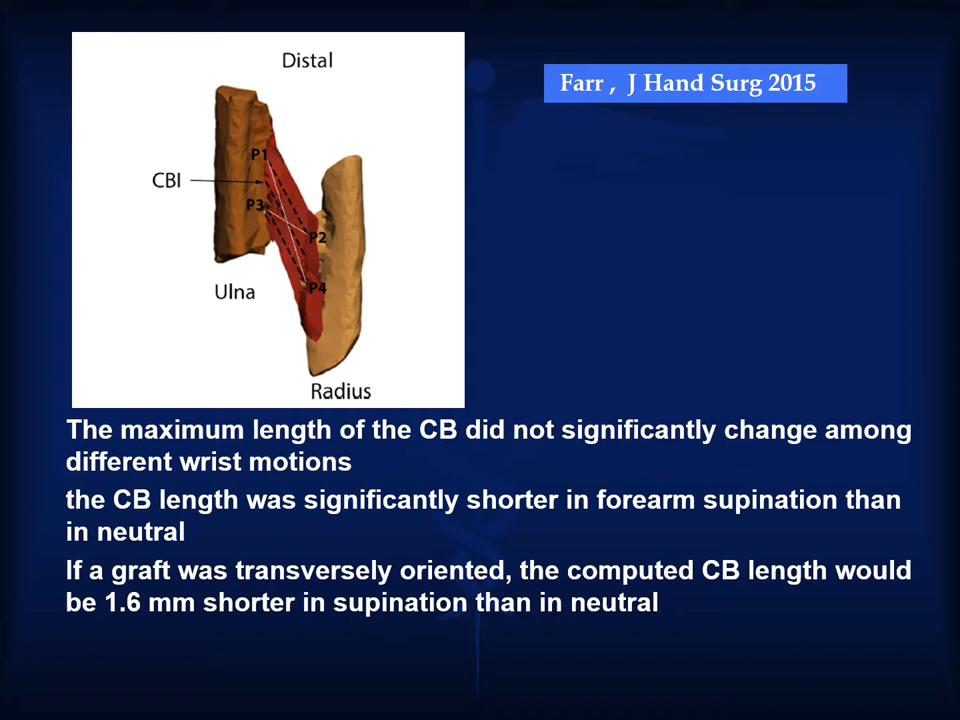 Distal
Farr , J Hand Surg 2015
P1
CBI
P3
P2
P4
Ulna
Radius
The maximum length of the CB did not significantly change among
different wrist motions
the CB length was significantly shorter in forearm supination than
in neutral
If a graft was transversely oriented, the computed CB length would
be 1.6 mm shorter in supination than in neutral